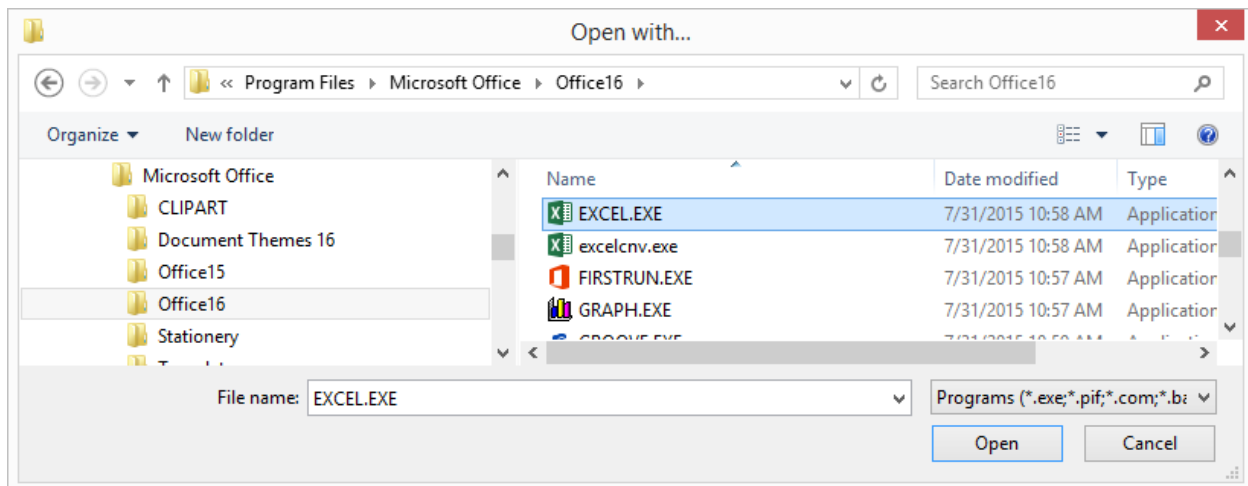 Open with...
« Program Files Microsoft Office Office16
Search Office16
Organize New folder
Microsoft Office
CLIPART
Document Themes 16
Office15
Office16
Stationery
Name Date modified Type
EXCEL.EXE 7/31/2015 10:58 AM Application
excelcnv.exe 7/31/2015 10:58 AM Application
FIRSTRUN.EXE 7/31/2015 10:57 AM Application
GRAPH.EXE 7/31/2015 10:57 AM Application
File name: EXCEL.EXE
Programs (*.exe;*.pif;*.com;*.ba
Open Cancel